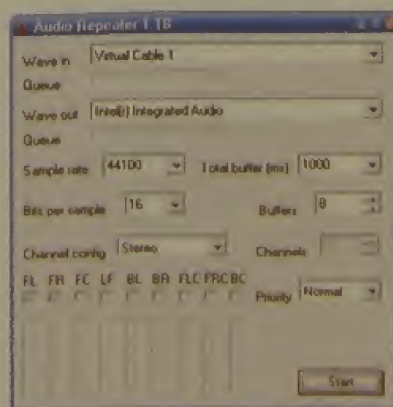 Audio Repeater 1.18
Wave in Virtual Cable 1
Queue
Wave out Intel(r) Integrated Audio
Queue
Sample rate 44100 Total buffer (ms) 1000
Bits per sample 16 Buffers 8
Channel config Stereo Channels
FL FR FC LF BL BR FLC FRC BC
Priority Normal
Start